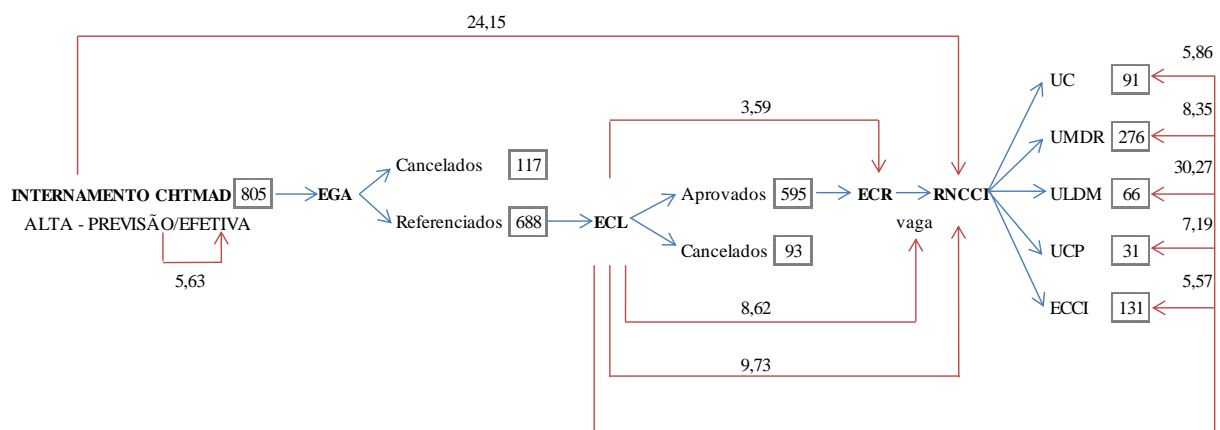 24,15
5,86
UC 91
8,35
3,59
UMDR 276
Cancelados 117
30,27
INTERNAMENTO CHTMAD 805 EGA
Aprovados 595 ECR RNCCI ULDM 66
ALTA - PREVISÃO/EFETIVA
Referenciados 688 ECL
vaga
7,19
Cancelados 93
UCP 31
5,63
5,57
8,62
ECCI 131
9,73